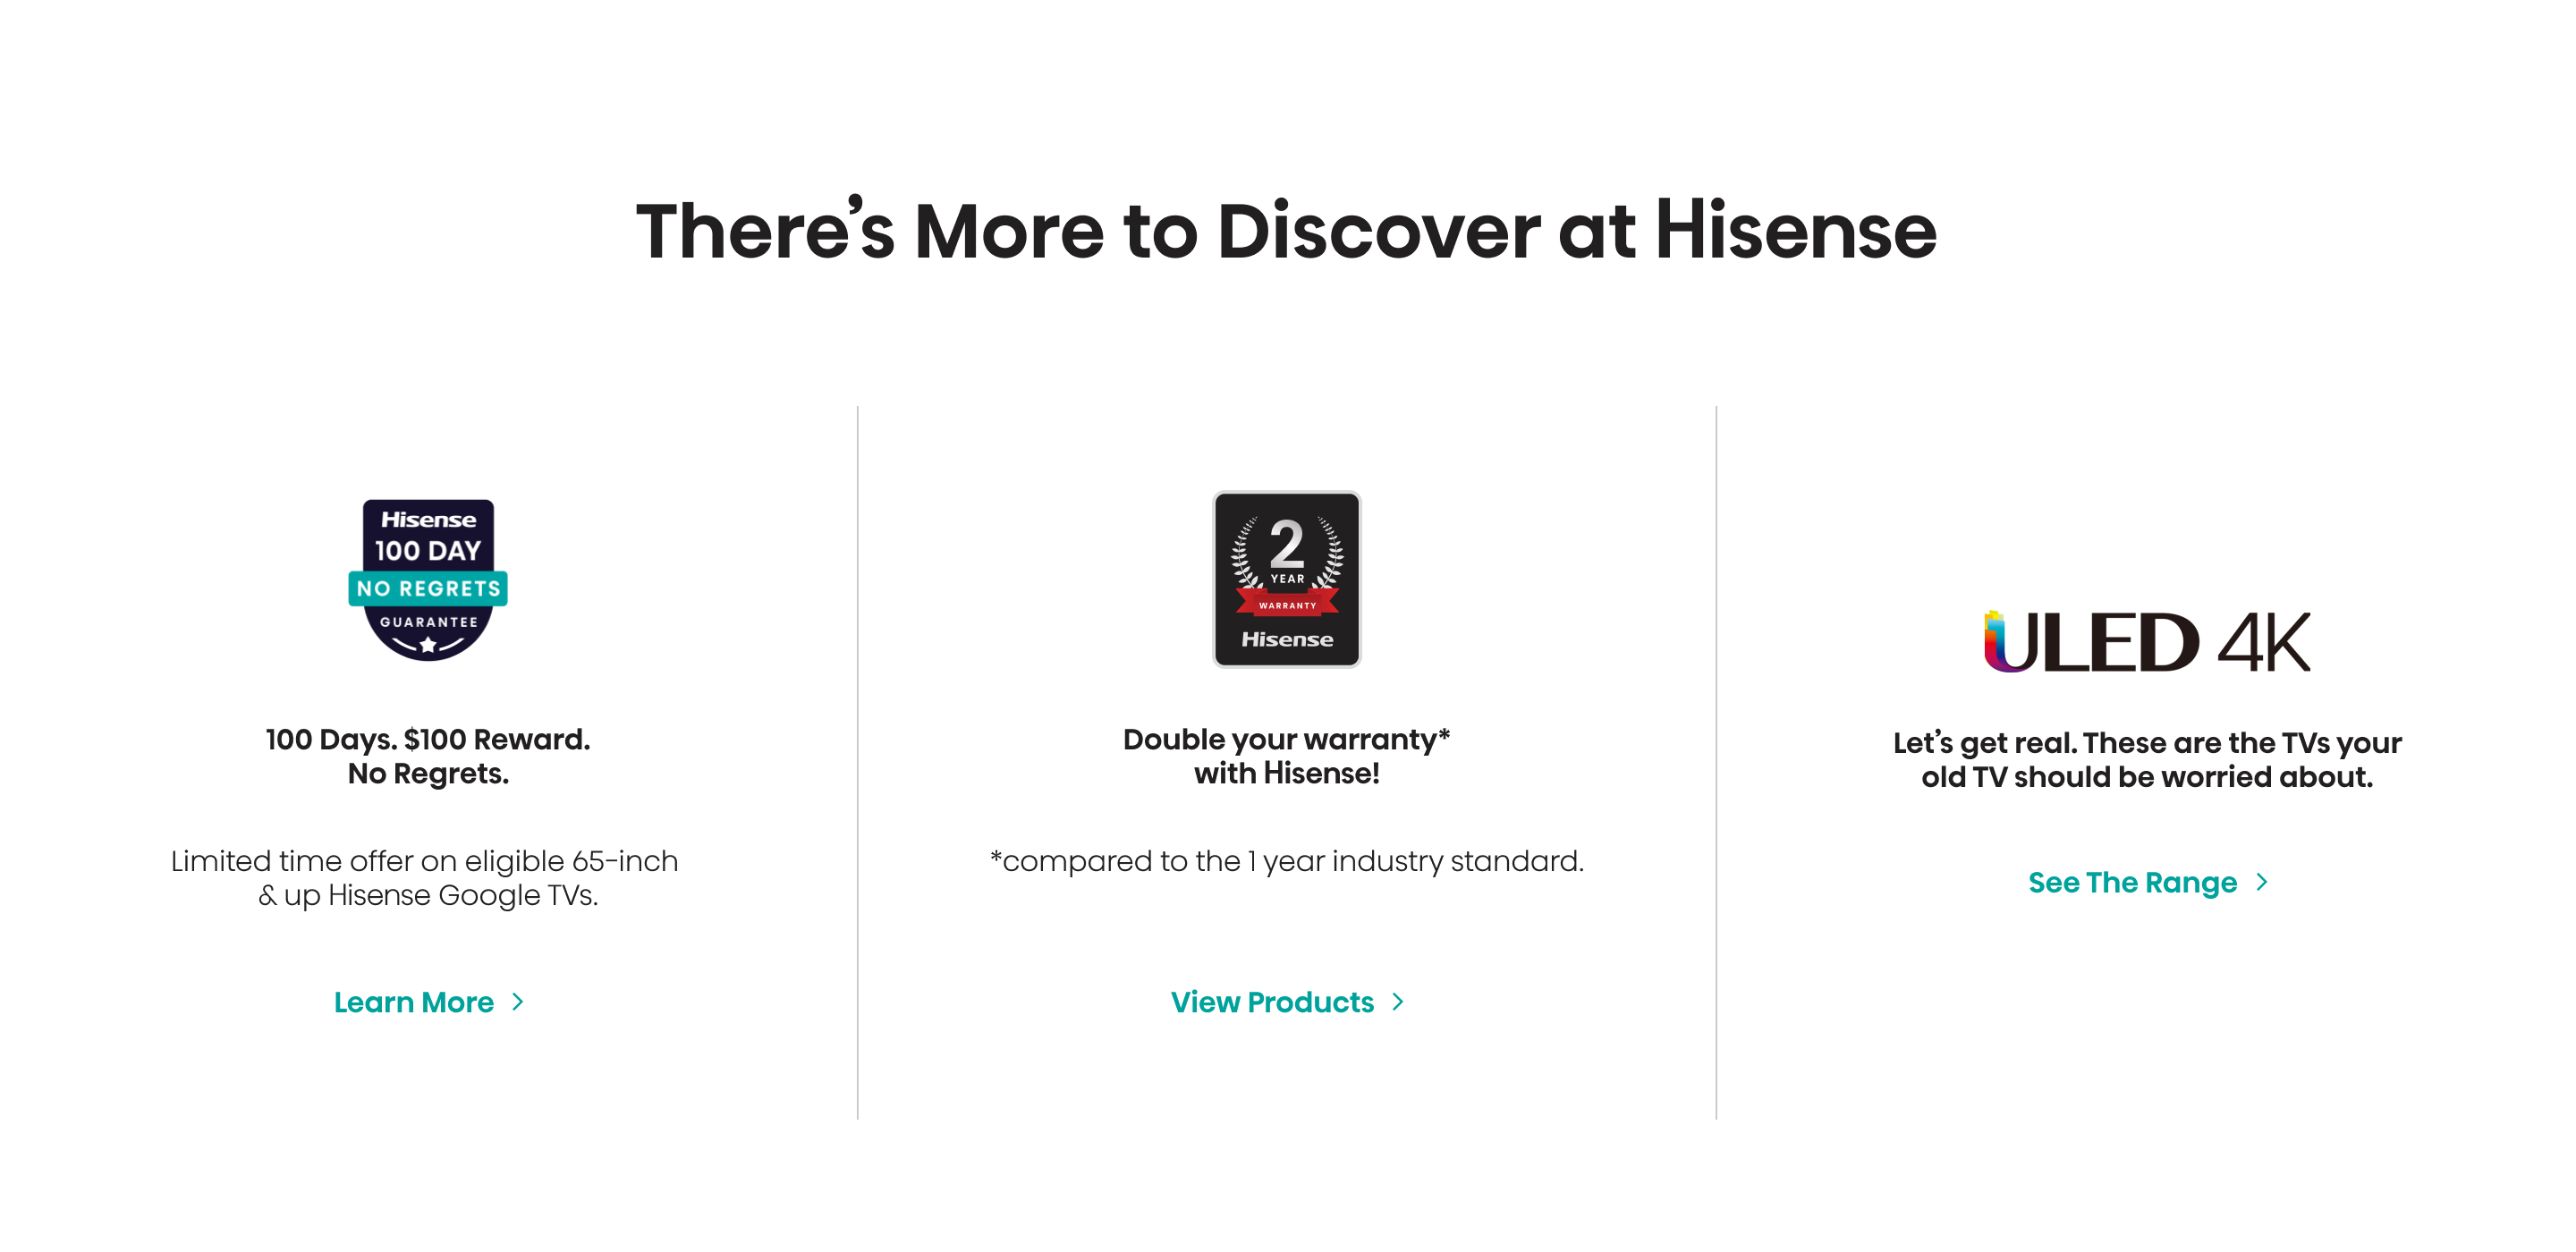 There’s More to Discover at Hisense
Hisense
100 DAY
NO REGRETS
GUARANTEE
100 Days. $100 Reward.
No Regrets.
Limited time offer on eligible 65-inch
& up Hisense Google TVs.
Learn More
2
YEAR
WARRANTY
Hisense
Double your warranty*
with Hisense!
*compared to the 1 year industry standard.
View Products
ULED 4K
Let’s get real. These are the TVs your
old TV should be worried about.
See The Range